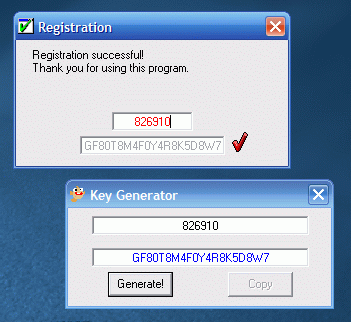 Registration
Registration successful!
Thank you for using this program.
826910
GF80T8M4F0Y4R8K5D8W7
Key Generator
826910
GF80T8M4F0Y4R8K5D8W7
Generate!
Copy